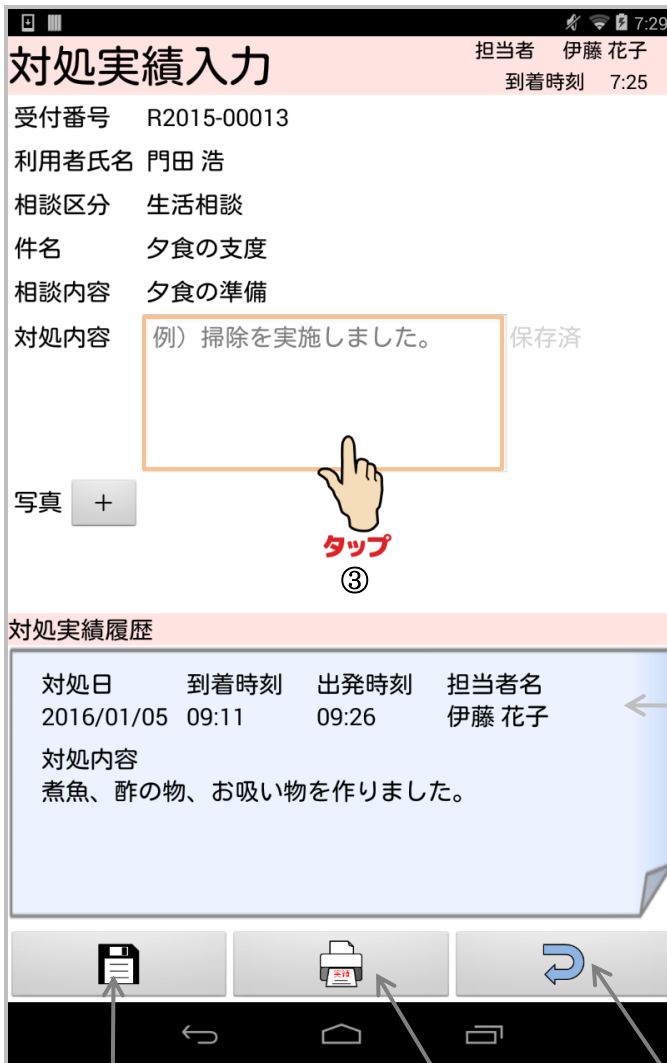 7:29
対処実績入力
担当者 伊藤 花子
到着時刻 7:25
受付番号 R2015-00013
利用者氏名 門田 浩
相談区分 生活相談
件名 夕食の支度
相談内容 夕食の準備
対処内容 例）掃除を実施しました。 保存済
写真 +
タップ
③
対処実績履歴
対処日 到着時刻 出発時刻 担当者名
2016/01/05 09:11 09:26 伊藤 花子
対処内容
煮魚、酢の物、お吸い物を作りました。
実績